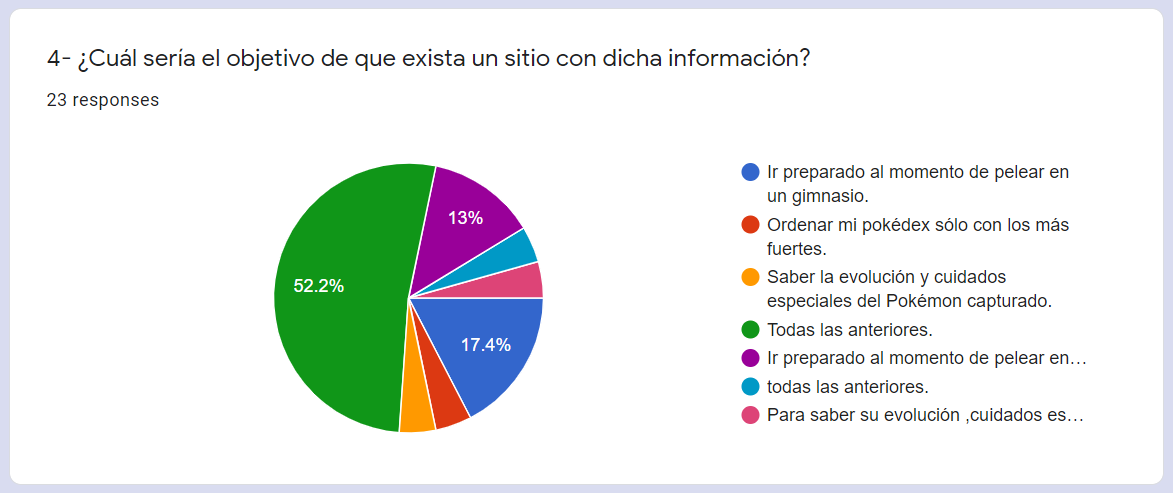 4- ¿Cuál sería el objetivo de que exista un sitio con dicha información?
23 responses
13%
52.2%
17.4%
Ir preparado al momento de pelear en
un gimnasio.
Ordenar mi pokédex sólo con los más
fuertes.
Saber la evolución y cuidados
especiales del Pokémon capturado.
Todas las anteriores.
Ir preparado al momento de pelear en…
todas las anteriores.
Para saber su evolución ,cuidados es…